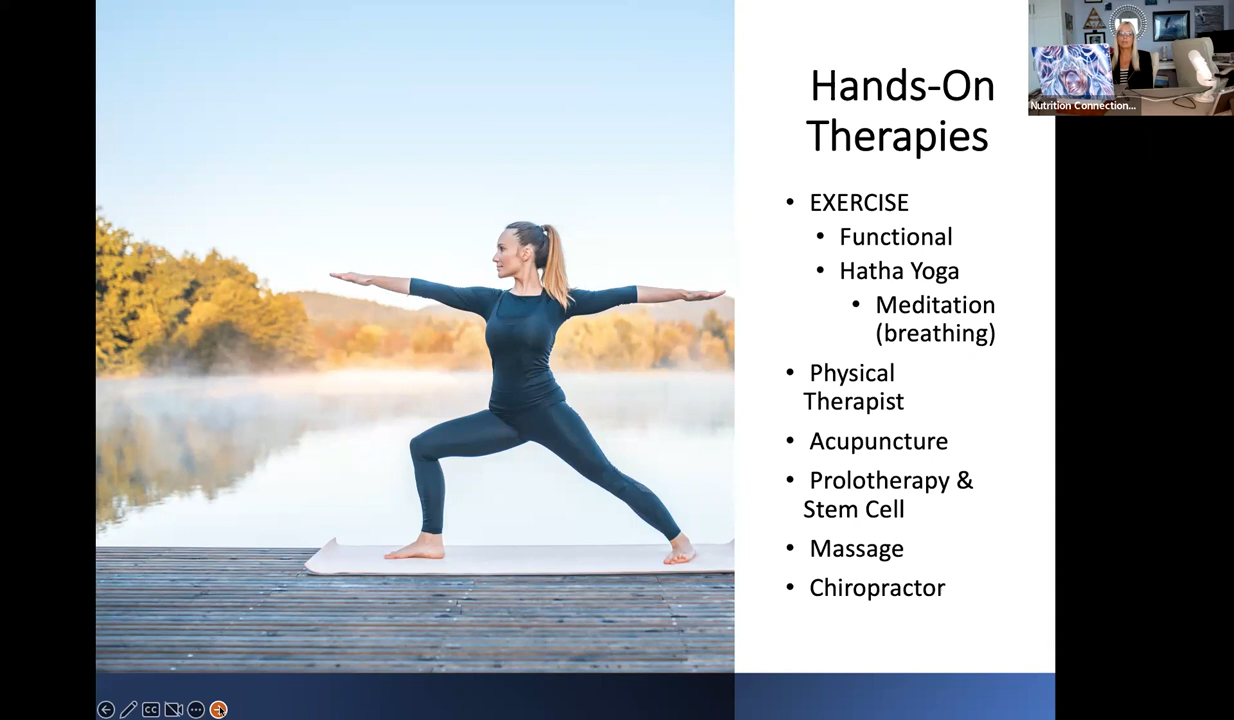 Hands-On
Therapies
• EXERCISE
• Functional
• Hatha Yoga
• Meditation
(breathing)
• Physical
Therapist
• Acupuncture
• Prolotherapy &
Stem Cell
• Massage
• Chiropractor
Nutrition Connection...
CC